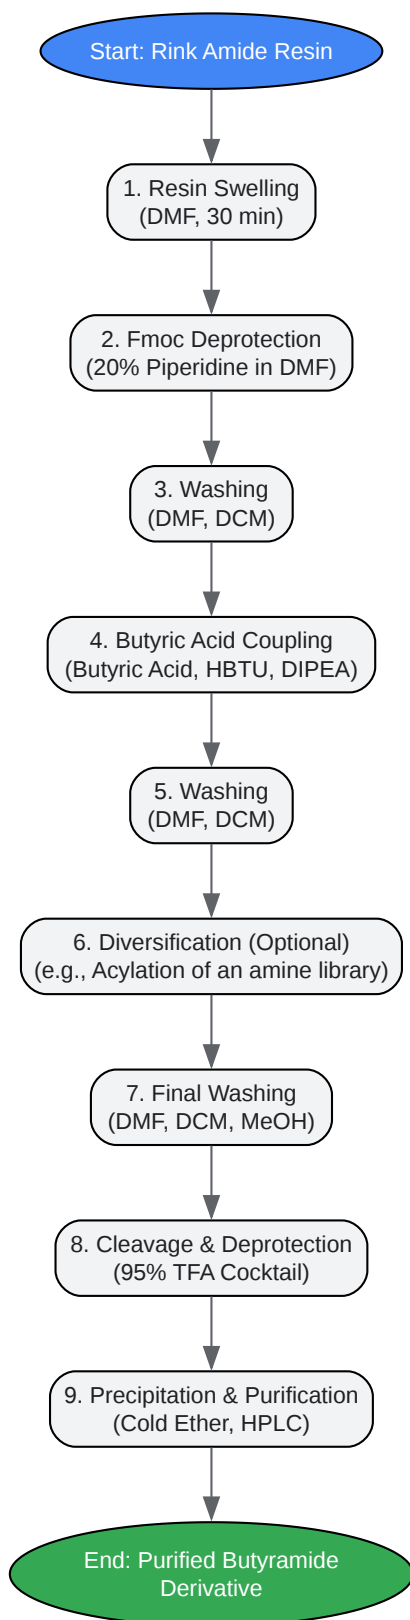 Start: Rink Amide Resin
1. Resin Swelling
(DMF, 30 min)
2. Fmoc Deprotection
(20% Piperidine in DMF)
3. Washing
(DMF, DCM)
4. Butyric Acid Coupling
(Butyric Acid, HBTU, DIPEA)
5. Washing
(DMF, DCM)
6. Diversification (Optional)
(e.g., Acylation of an amine library)
7. Final Washing
(DMF, DCM, MeOH)
8. Cleavage & Deprotection
(95% TFA Cocktail)
9. Precipitation & Purification
(Cold Ether, HPLC)
End: Purified Butyramide
Derivative